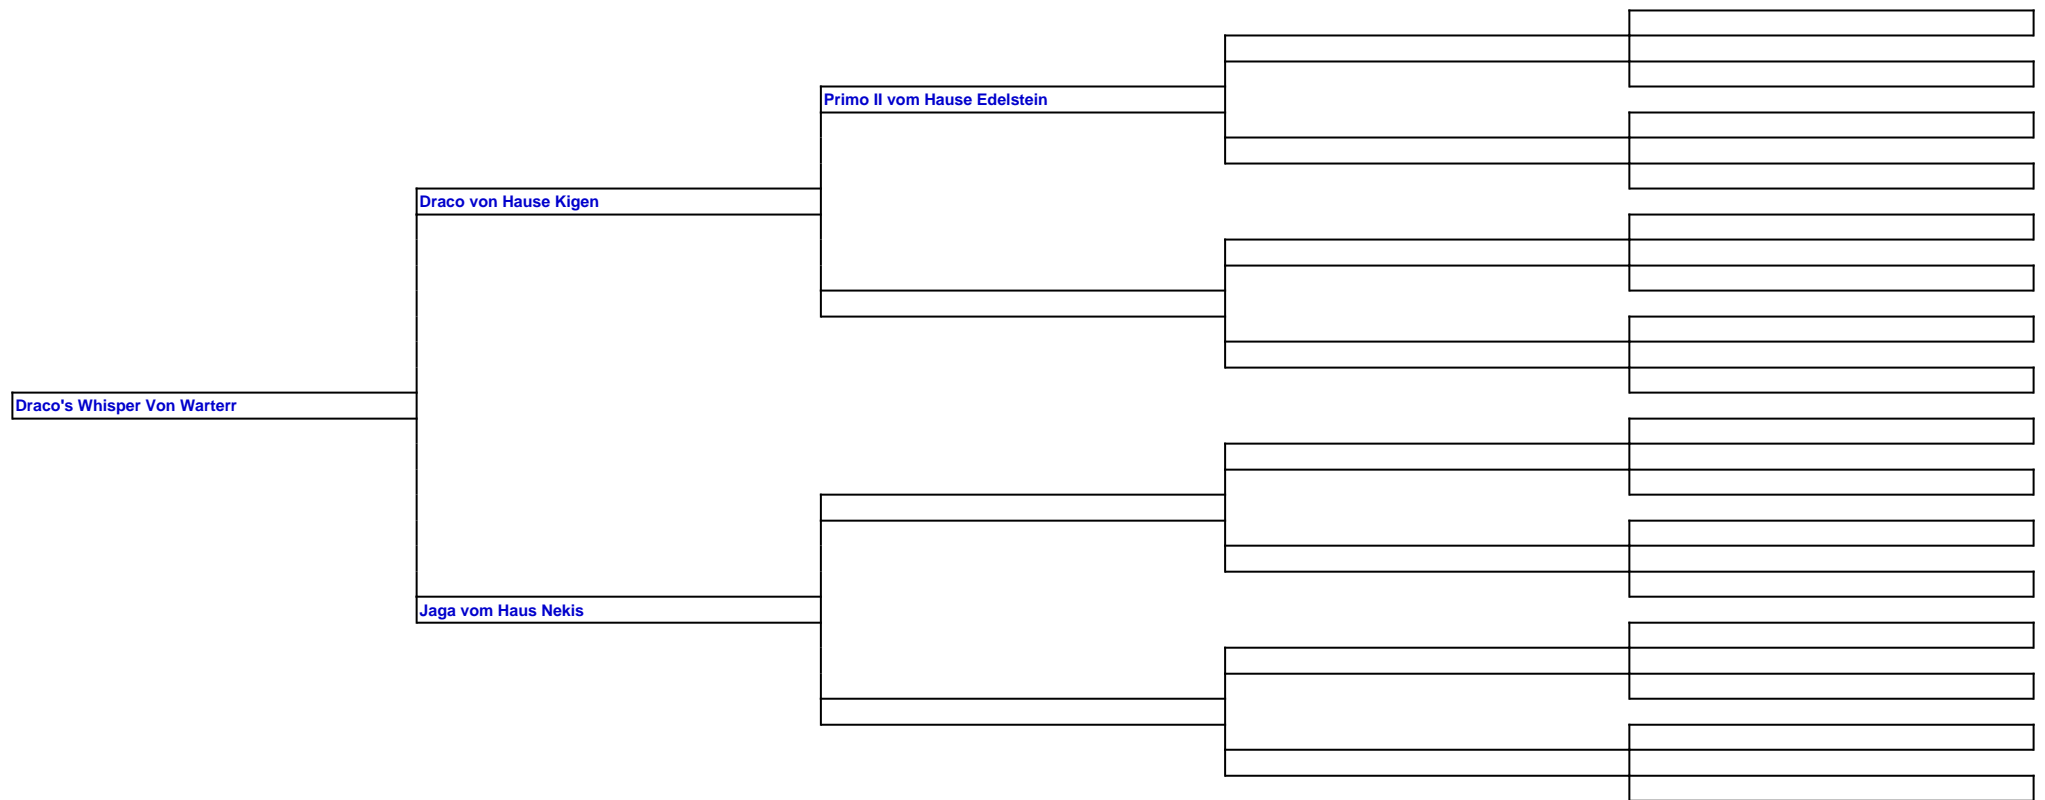 Primo II vom Hause Edelstein
Draco von Hause Kigen
Draco's Whisper Von Warterr
Jaga vom Haus Nekis